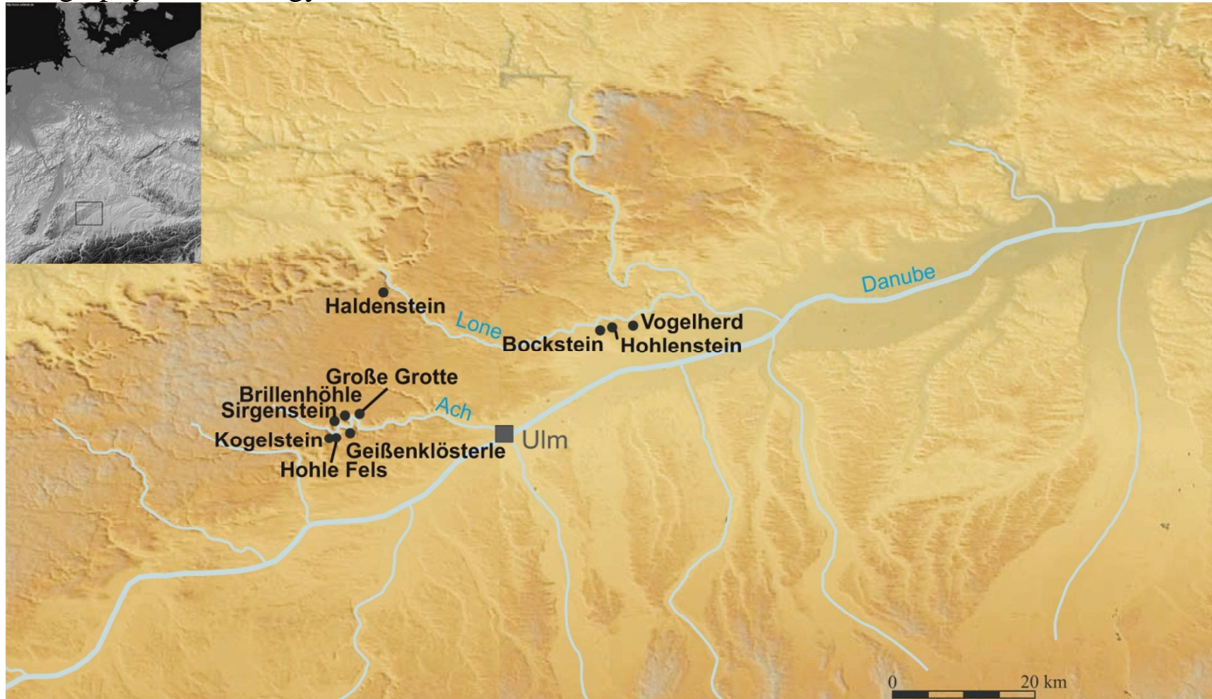 Danube
Haldenstein
Lone
Vogelherd
Bockstein
Hohlenstein
Große Grotte
Brillenhöhle
Sirgenstein
Ach
Kogelstein
Ulm
Geißenklösterle
Hohle Fels
0 20 km